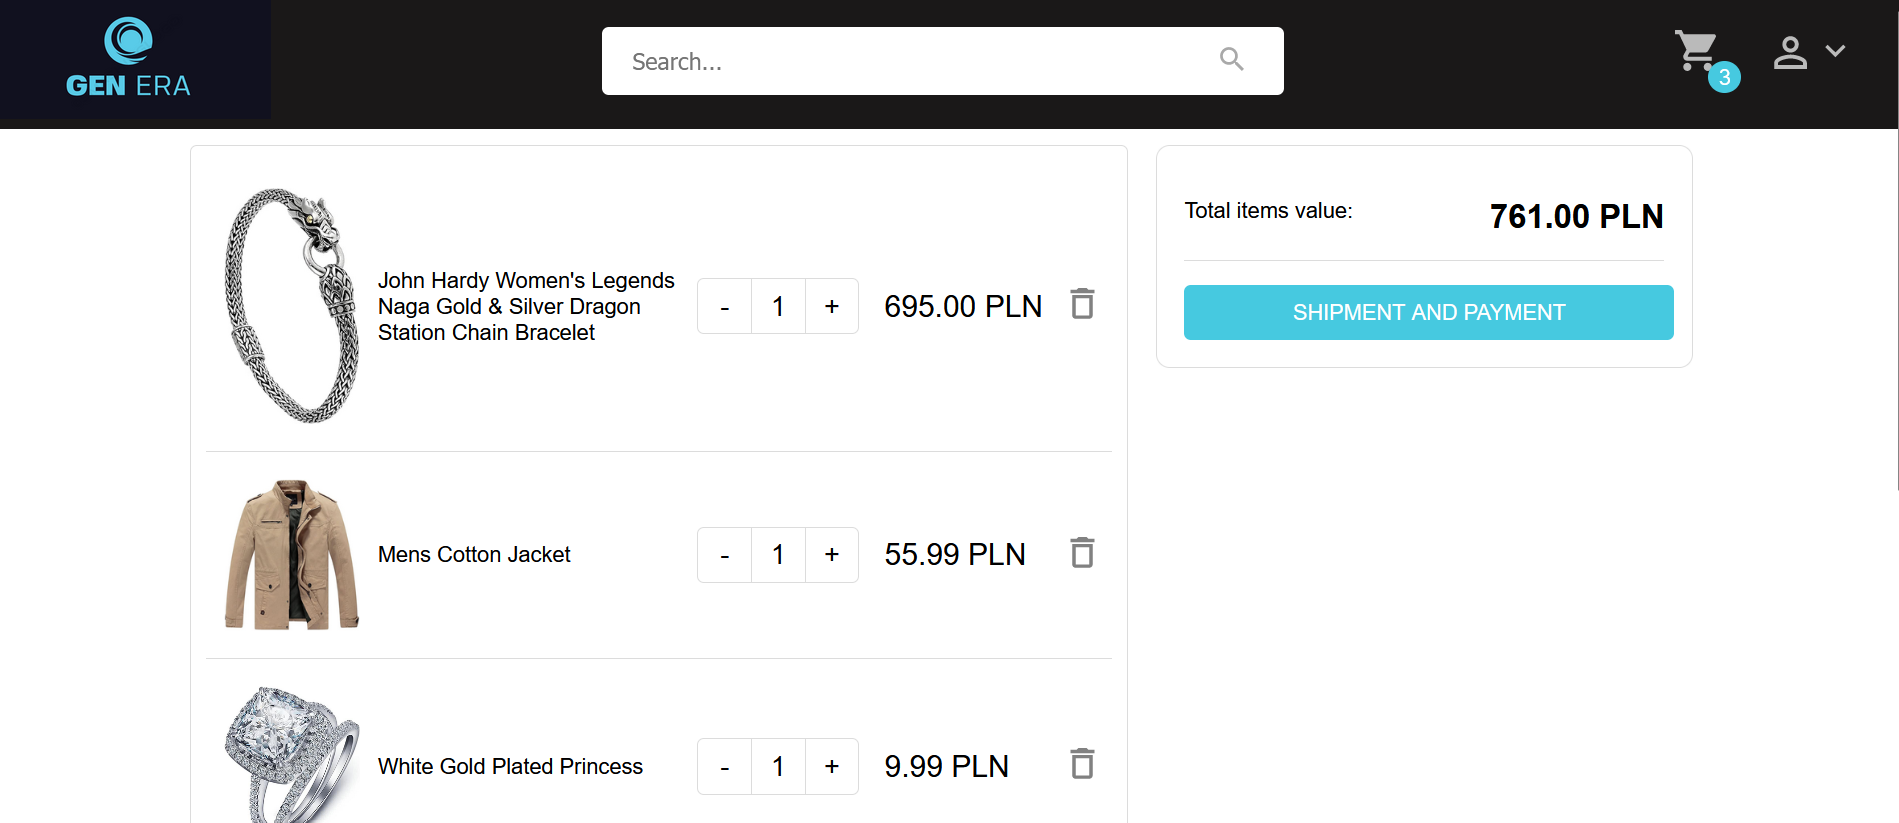 GEN ERA
Search...
3
John Hardy Women's Legends
Naga Gold & Silver Dragon
Station Chain Bracelet
- 1 +
695.00 PLN
Mens Cotton Jacket
- 1 +
55.99 PLN
White Gold Plated Princess
- 1 +
9.99 PLN
Total items value:
761.00 PLN
SHIPMENT AND PAYMENT